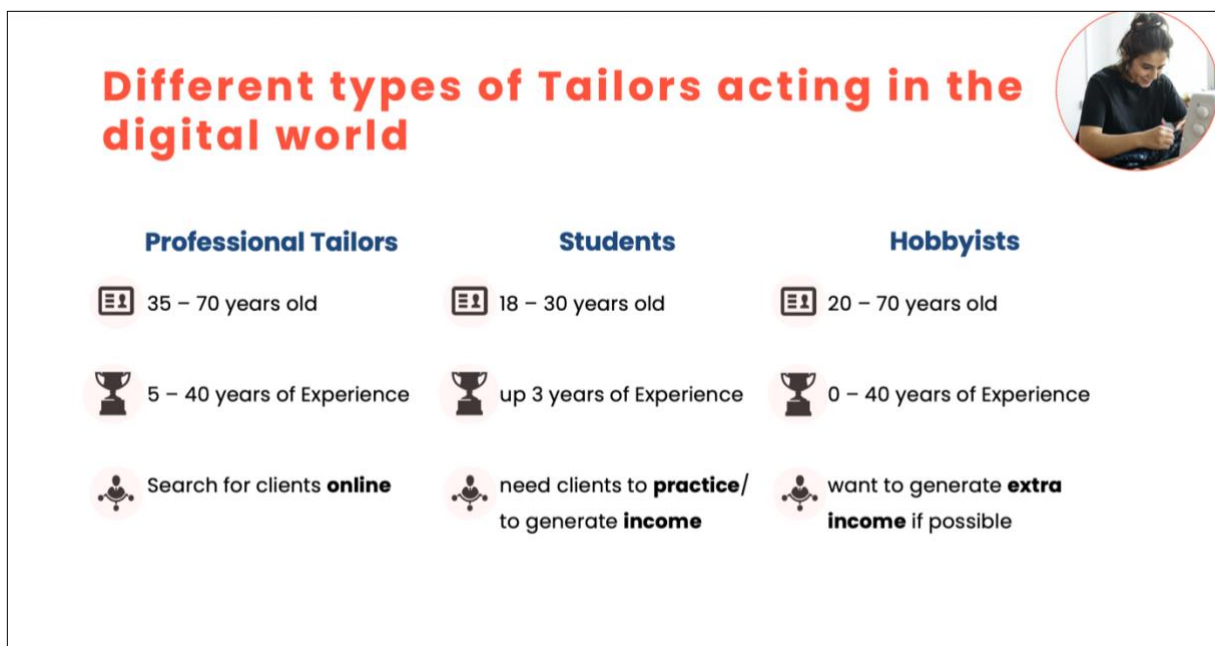 Different types of Tailors acting in the
digital world
Professional Tailors
35 – 70 years old
5 – 40 years of Experience
Search for clients online
Students
18 – 30 years old
up 3 years of Experience
need clients to practice/
to generate income
Hobbyists
20 – 70 years old
0 – 40 years of Experience
want to generate extra
income if possible